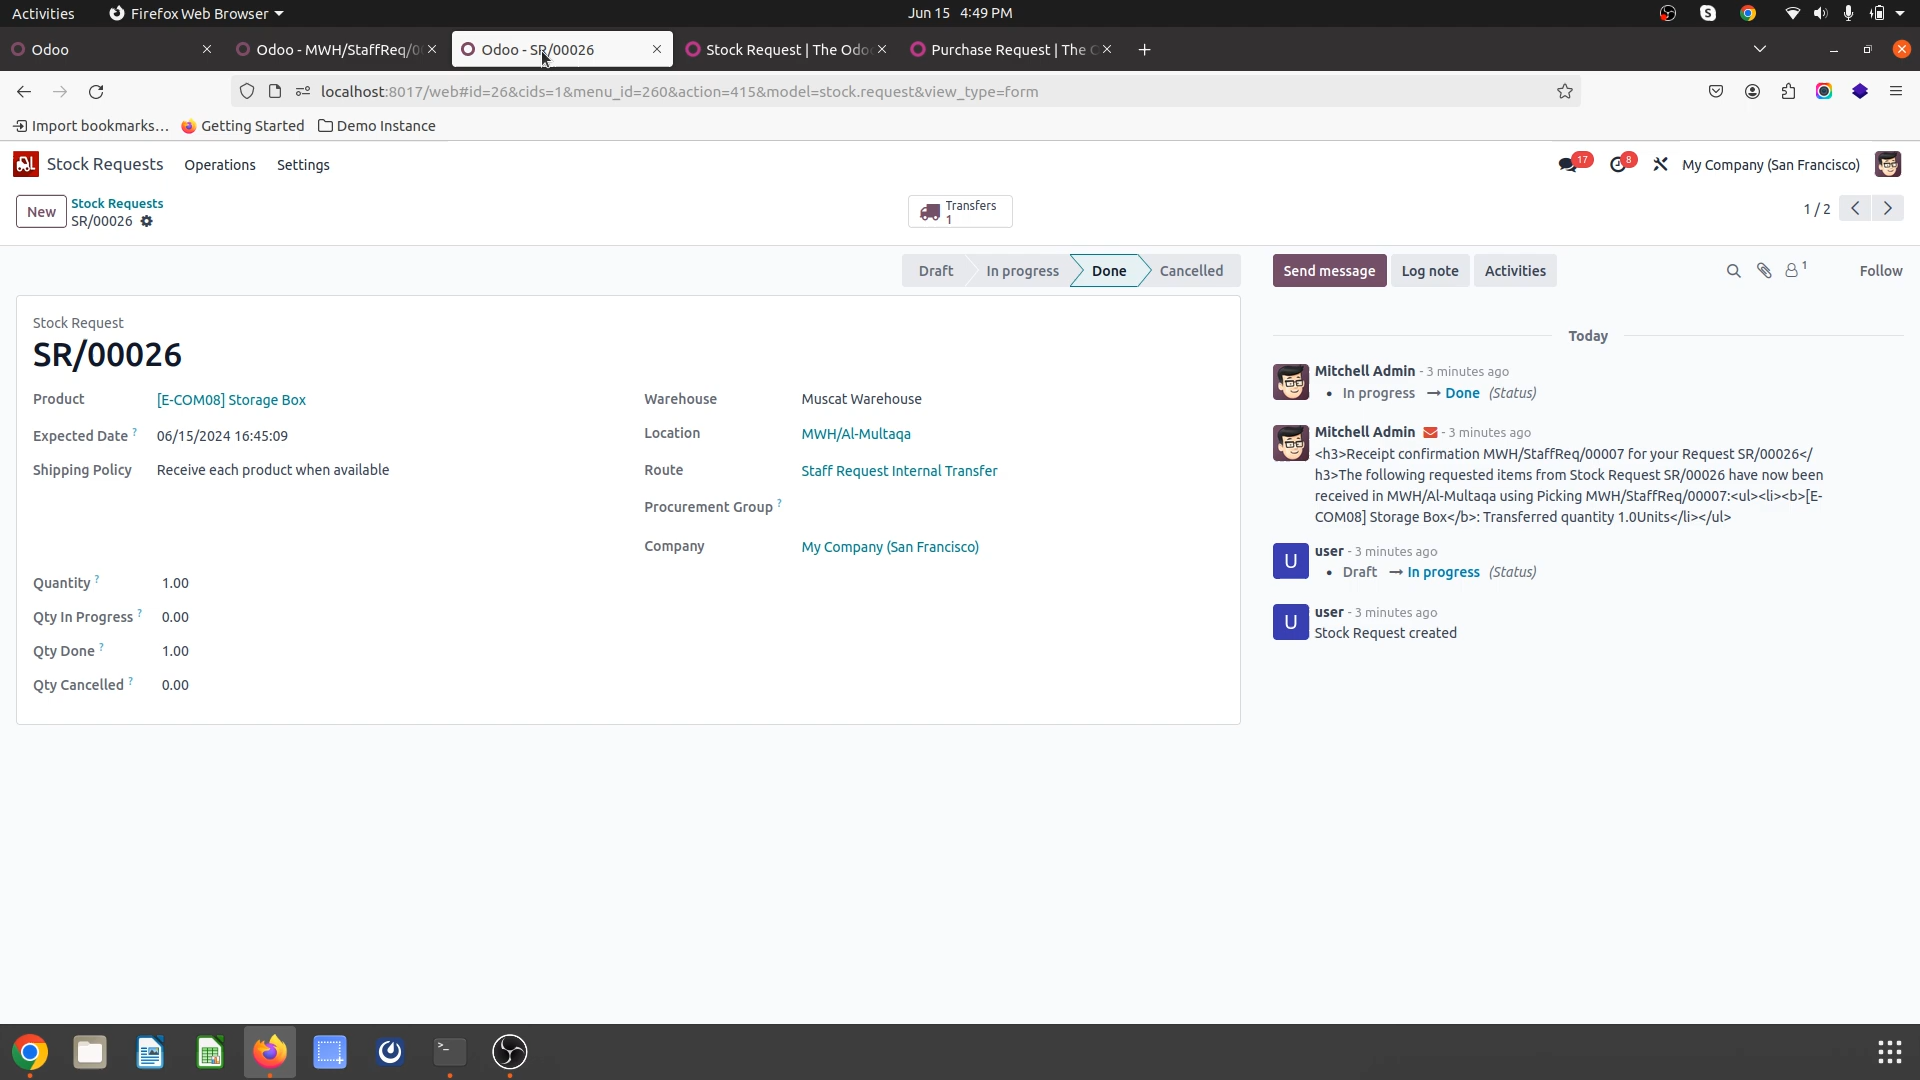 Activities Firefox Web Browser Jun 15 4:49 PM
Odoo Odoo - MWH/StaffReq/0 Odoo - SR/00026 Stock Request | The Odo Purchase Request | The
localhost:8017/web#id=26&cids=1&menu_id=260&action=415&model=stock.request&view_type=form
Import bookmarks... Getting Started Demo Instance
Stock Requests Operations Settings 17 8 My Company (San Francisco)
New Stock Requests
SR/00026
Transfers
1
1 / 2
Draft In progress Done Cancelled
Send message Log note Activities 1 Follow
Stock Request
SR/00026
Product [E-COM08] Storage Box
Expected Date ? 06/15/2024 16:45:09
Shipping Policy Receive each product when available
Warehouse Muscat Warehouse
Location MWH/Al-Multaqa
Route Staff Request Internal Transfer
Procurement Group ?
Company My Company (San Francisco)
Quantity ? 1.00
Qty In Progress ? 0.00
Qty Done ? 1.00
Qty Cancelled ? 0.00
Today
Mitchell Admin - 3 minutes ago
• In progress → Done (Status)
Mitchell Admin - 3 minutes ago
<h3>Receipt confirmation MWH/StaffReq/00007 for your Request SR/00026</
h3>The following requested items from Stock Request SR/00026 have now been
received in MWH/Al-Multaqa using Picking MWH/StaffReq/00007:<ul><li><b>[E-
COM08] Storage Box</b>: Transferred quantity 1.0Units</li></ul>
U
user - 3 minutes ago
• Draft → In progress (Status)
U
user - 3 minutes ago
Stock Request created